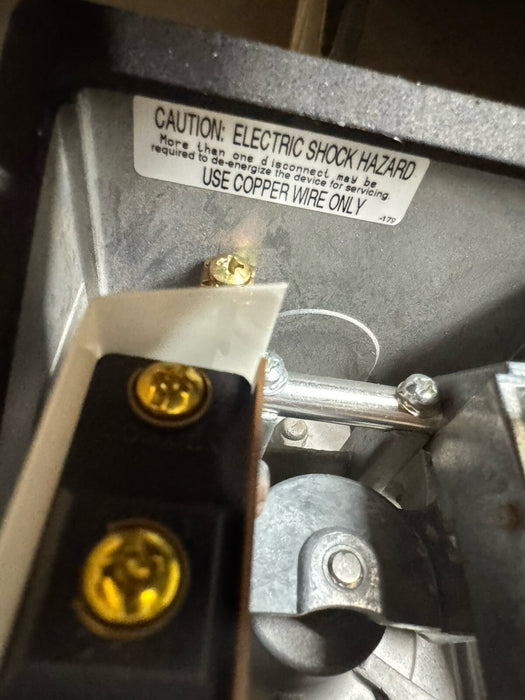 CAUTION: ELECTRIC SHOCK HAZARD
More than one disconnect may be
required to de-energize the device for servicing.
USE COPPER WIRE ONLY
-179